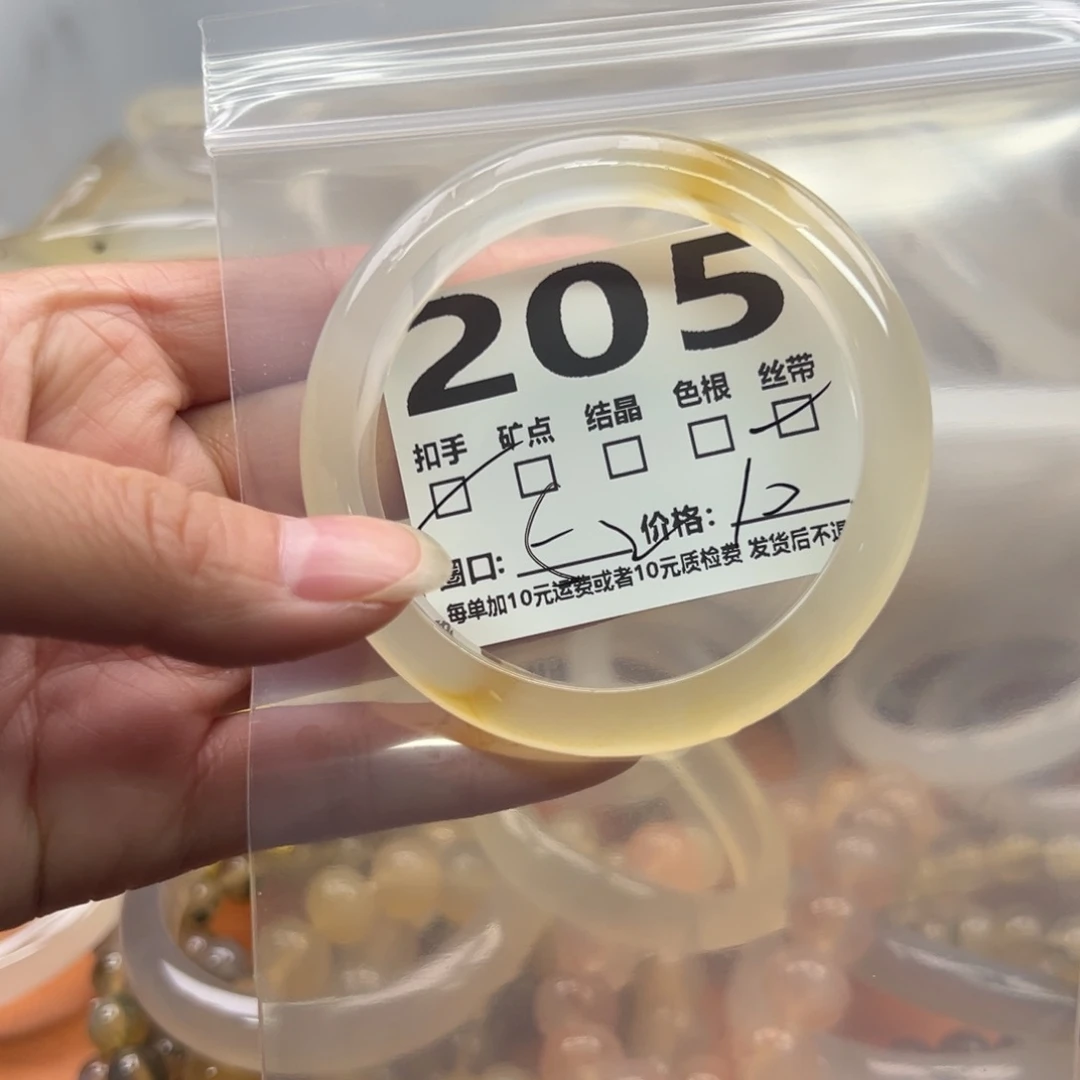 205
扣手 矿点 结晶 色根 丝带
圈口: 价格: 12
每单加10元运费或者10元质检费 发货后不退